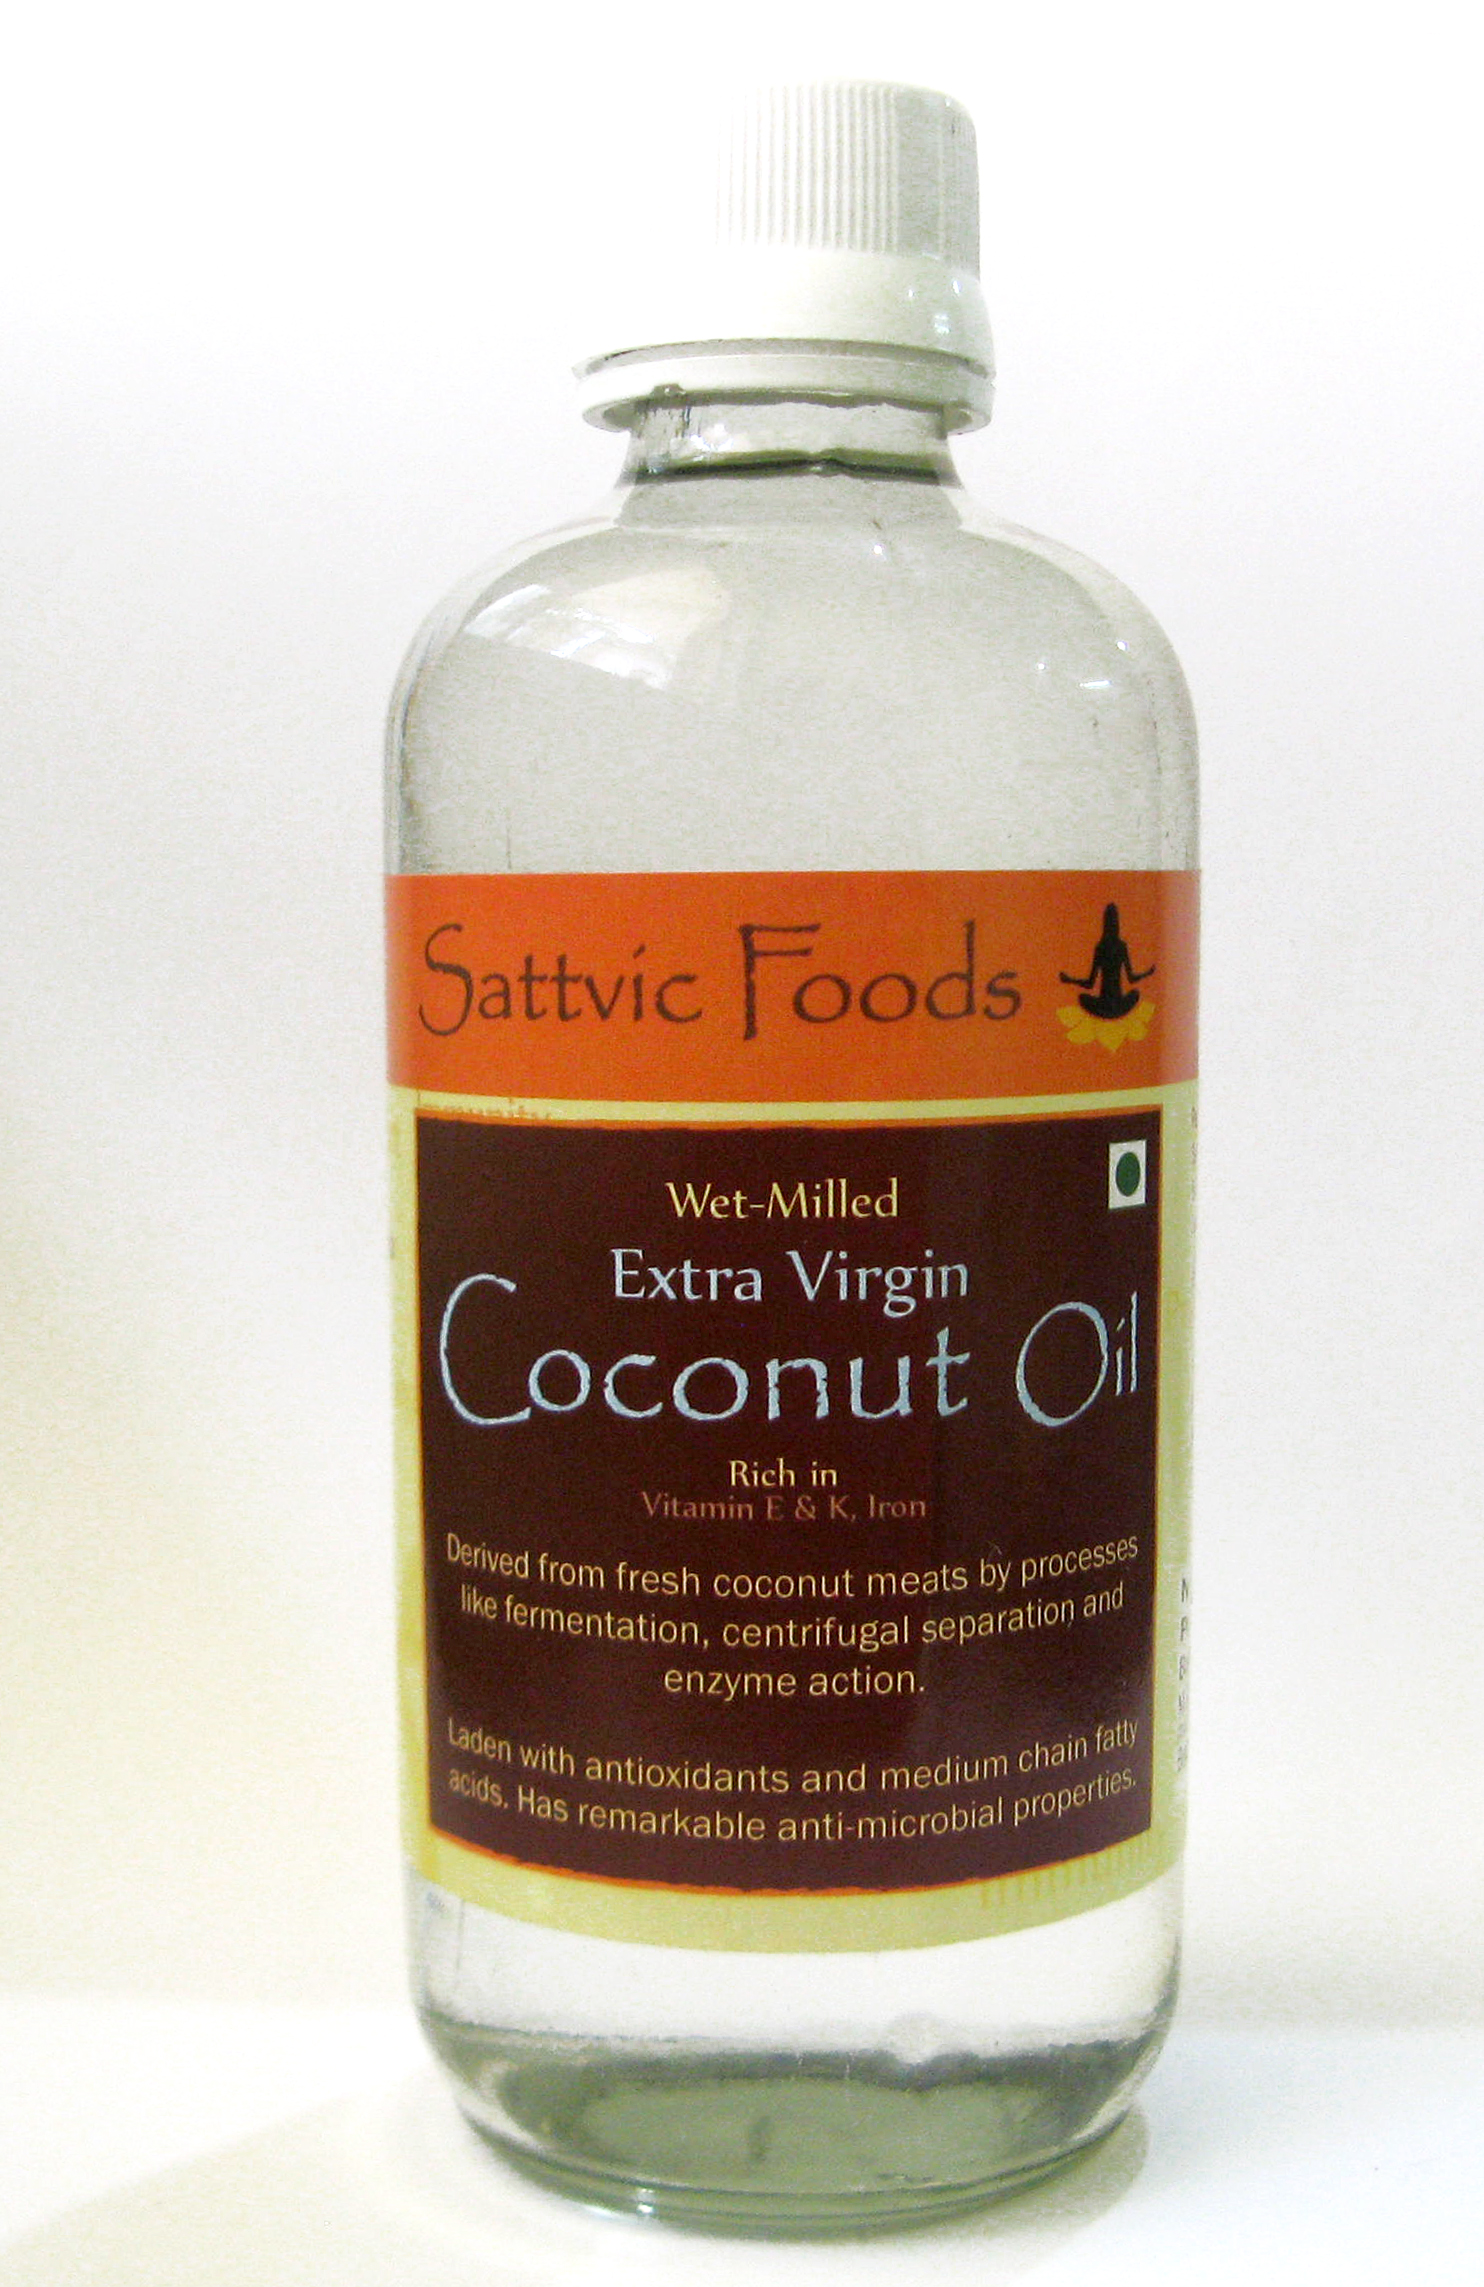 Sattvic Foods
Wet-Milled
Extra Virgin
Coconut Oil
Rich in
Vitamin E & K, Iron
Derived from fresh coconut meats by processes
like fermentation, centrifugal separation and
enzyme action.
Laden with antioxidants and medium chain fatty
acids. Has remarkable anti-microbial properties.